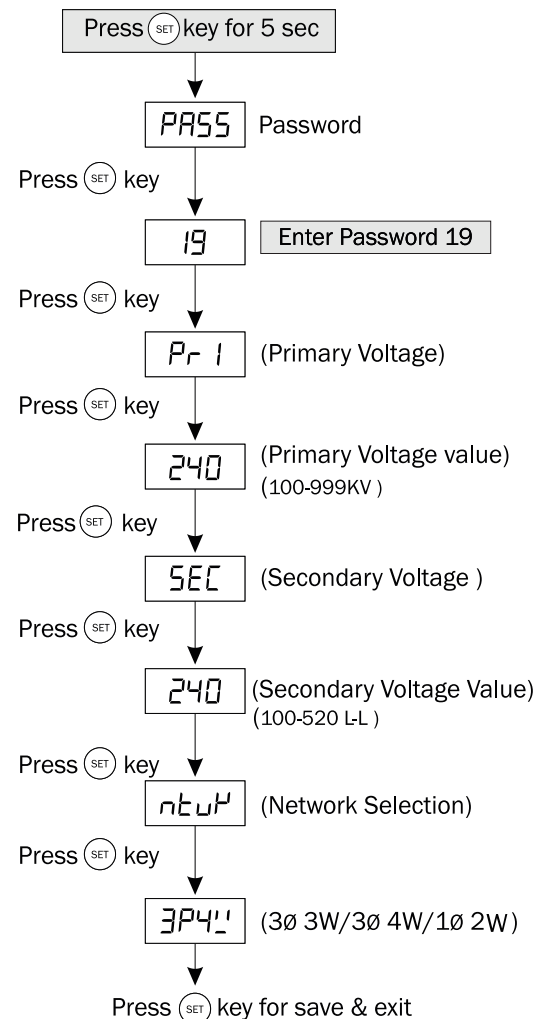 Press SET key for 5 sec
PASS Password
Press SET key
19 Enter Password 19
Press SET key
Pr 1 (Primary Voltage)
Press SET key
240 (Primary Voltage value)
(100-999KV )
Press SET key
SEC (Secondary Voltage )
Press SET key
240 (Secondary Voltage Value)
(100-520 L-L )
Press SET key
ntwk (Network Selection)
Press SET key
3P4W (3Ø 3W/3Ø 4W/1Ø 2W )
Press SET key for save & exit